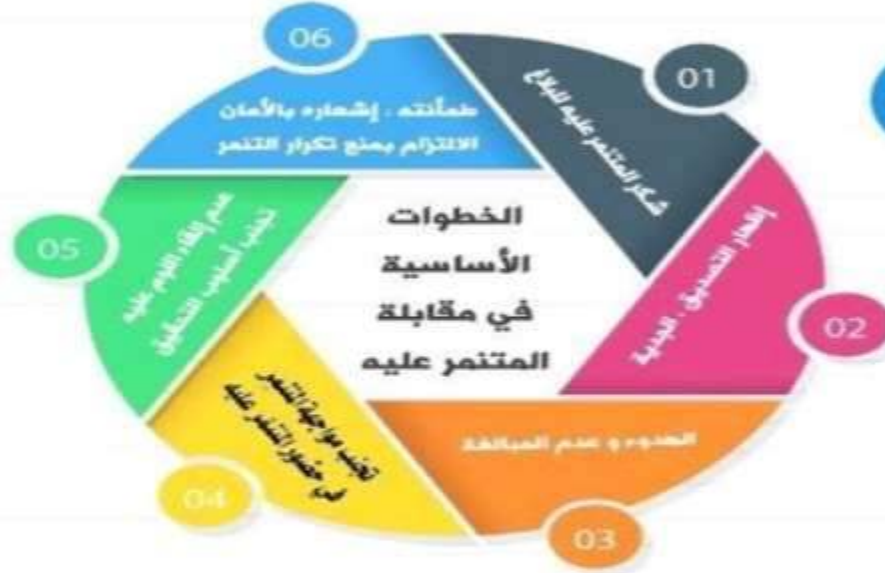 الخطوات
الأساسية
في مقابلة
المتنمر عليه
01
شكر المتنمر عليه للبلاغ
02
إظهار التصديق ، الجدية
03
الهدوء و عدم المبالغة
04
تجنب مواجهة المتنمر
في حضور المتنمر عليه
05
عدم إلقاء اللوم عليه
تجنب أسلوب التحقيق
06
طمأنته ، إشعاره بالأمان
الالتزام بمنع تكرار التنمر